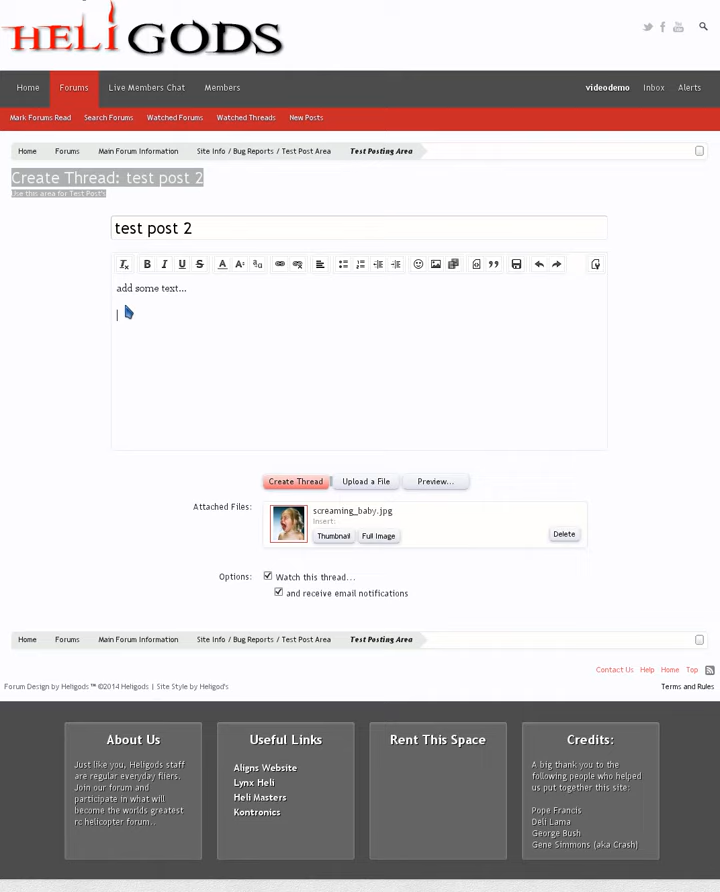 HELIGODS
Home Forums Live Members Chat Members videodemo Inbox Alerts
Mark Forums Read Search Forums Watched Forums Watched Threads New Posts
Home Forums Main Forum Information Site Info / Bug Reports / Test Post Area Test Posting Area
Create Thread: test post 2
Use this area for Test Post's
test post 2
add some text...
Create Thread Upload a File Preview...
Attached Files: screaming_baby.jpg
Insert:
Thumbnail Full Image Delete
Options: Watch this thread...
and receive email notifications
Home Forums Main Forum Information Site Info / Bug Reports / Test Post Area Test Posting Area
Contact Us Help Home Top
Forum Design by Heligods ™ ©2014 Heligods | Site Style by Heligod's Terms and Rules
About Us
Just like you, Heligods staff
are regular everyday fliers.
Join our forum and
participate in what will
become the worlds greatest
rc helicopter forum..
Useful Links
Aligns Website
Lynx Heli
Heli Masters
Kontronics
Rent This Space
Credits:
A big thank you to the
following people who helped
us put together this site:
Pope Francis
Deli Lama
George Bush
Gene Simmons (aka Crash)